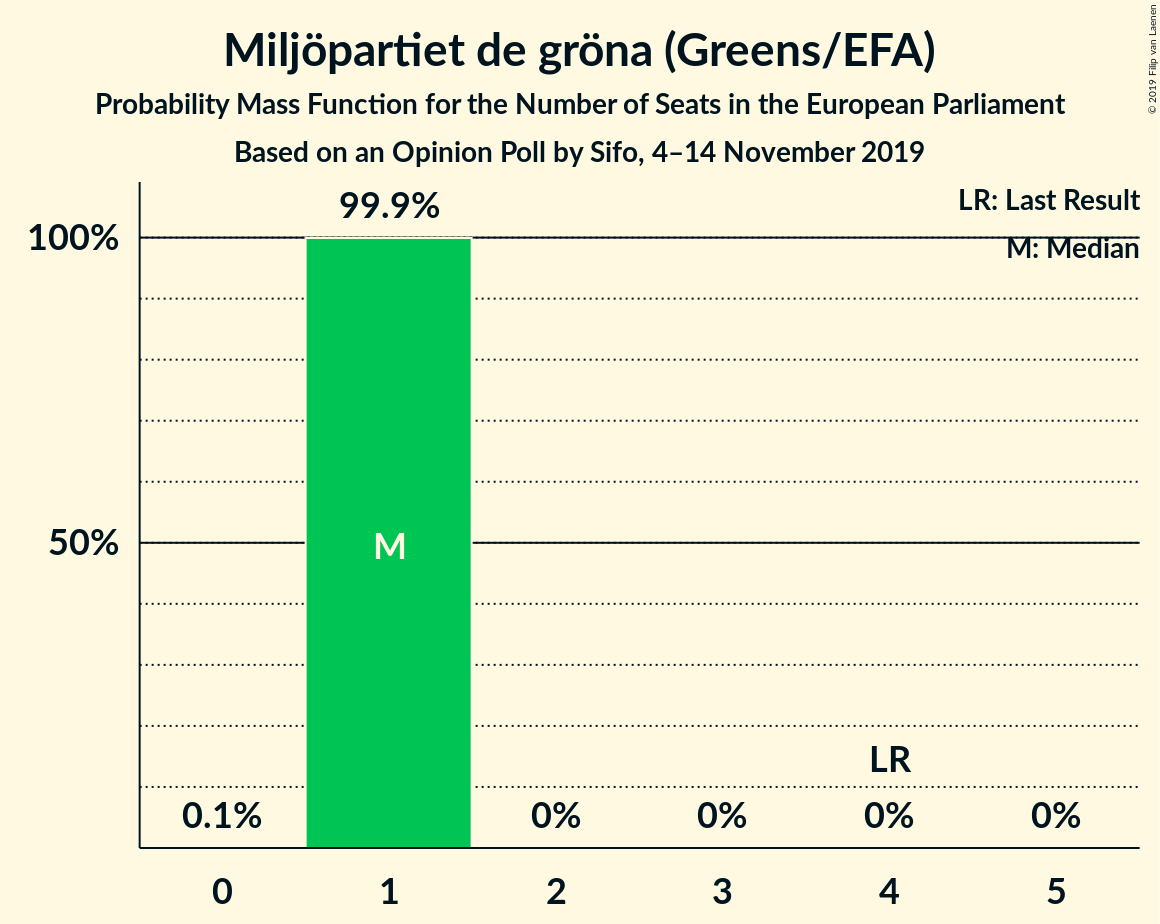 Miljöpartiet de gröna (Greens/EFA)
Probability Mass Function for the Number of Seats in the European Parliament
Based on an Opinion Poll by Sifo, 4–14 November 2019
© 2019 Filip van Laenen
LR: Last Result
M: Median
99.9%
100%
50%
M
LR
0.1%
0%
0%
0%
0%
0
1
2
3
4
5